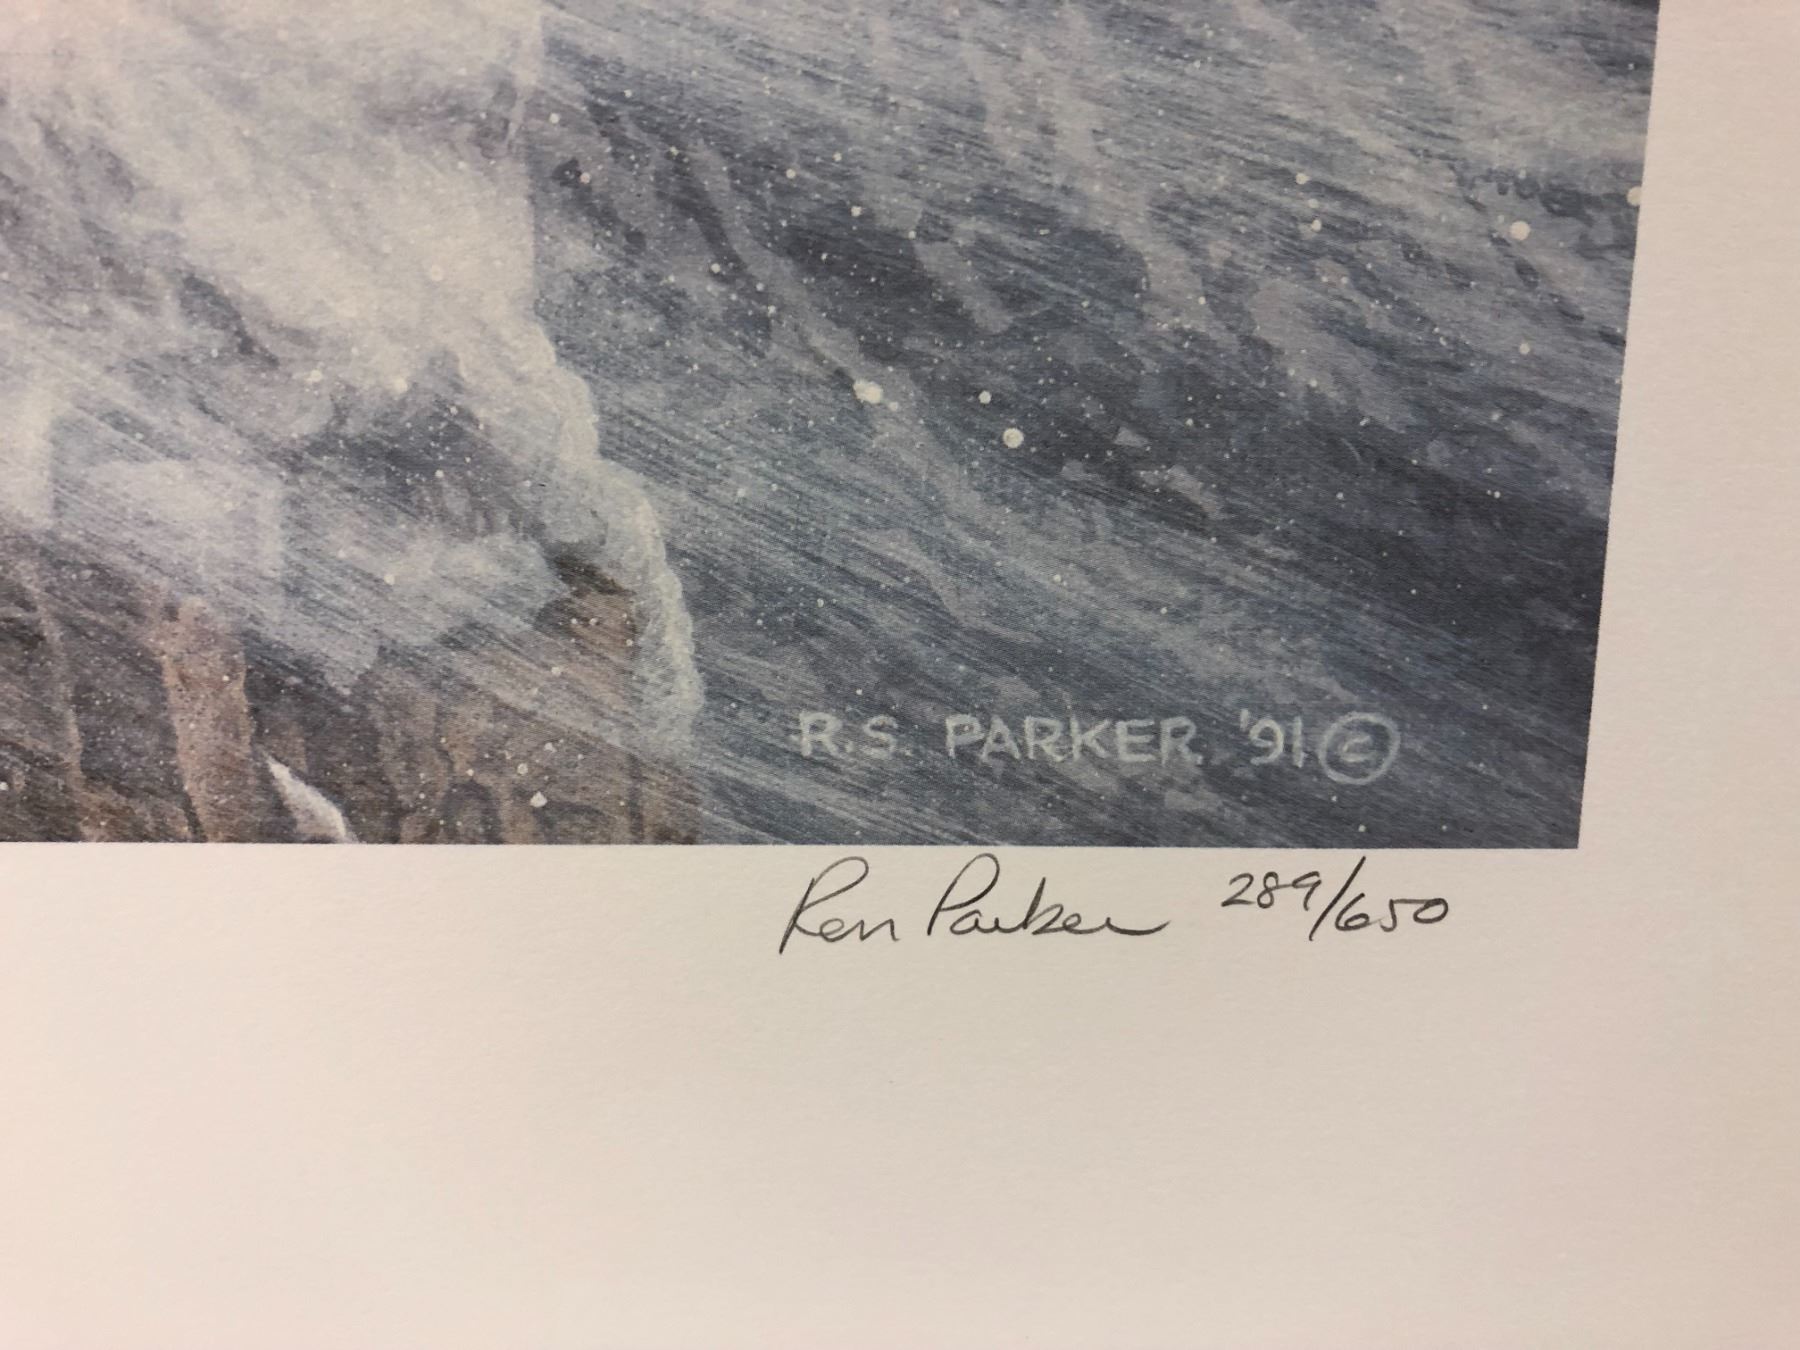 R.S. PARKER '91 ©
Ron Parker 289/650